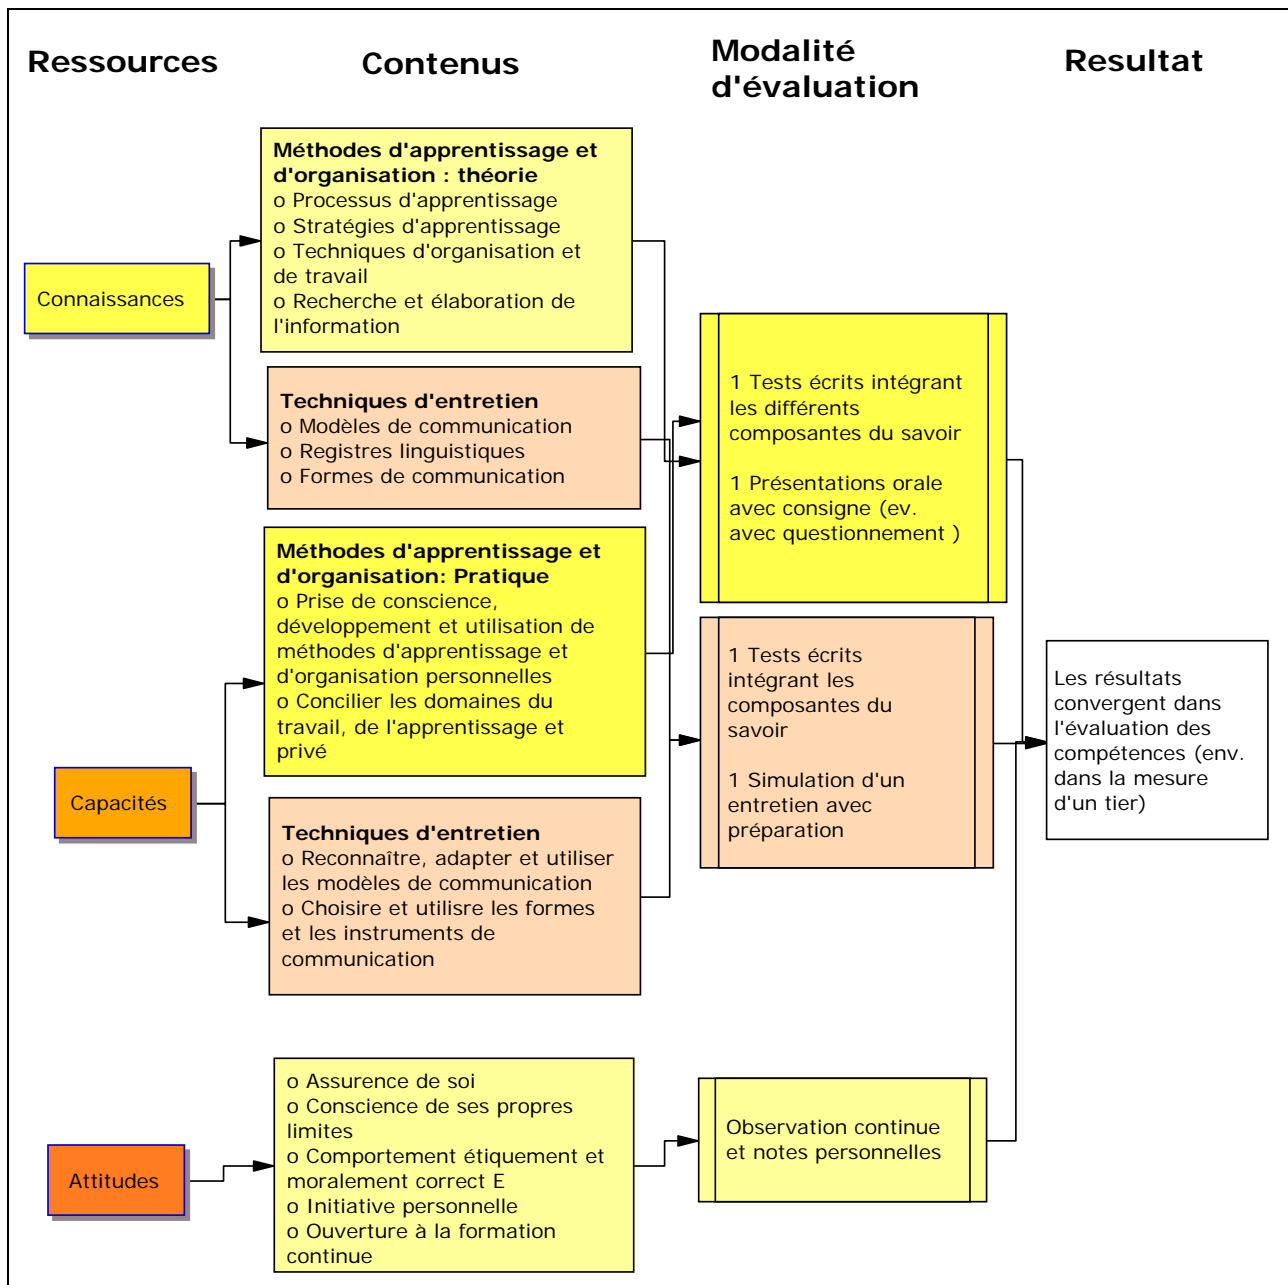 Ressources
Contenus
Modalité
d'évaluation
Resultat
Connaissances
Méthodes d'apprentissage et
d'organisation : théorie
o Processus d'apprentissage
o Stratégies d'apprentissage
o Techniques d'organisation et
de travail
o Recherche et élaboration de
l'information
Techniques d'entretien
o Modèles de communication
o Registres linguistiques
o Formes de communication
1 Tests écrits intégrant
les différents
composantes du savoir
1 Présentations orale
avec consigne (ev.
avec questionnement )
Capacités
Méthodes d'apprentissage et
d'organisation: Pratique
o Prise de conscience,
développement et utilisation de
méthodes d'apprentissage et
d'organisation personnelles
o Concilier les domaines du
travail, de l'apprentissage et
privé
Techniques d'entretien
o Reconnaître, adapter et utiliser
les modèles de communication
o Choisire et utilisre les formes
et les instruments de
communication
1 Tests écrits
intégrant les
composantes du
savoir
1 Simulation d'un
entretien avec
préparation
Les résultats
convergent dans
l'évaluation des
compétences (env.
dans la mesure
d'un tier)
Attitudes
o Assurence de soi
o Conscience de ses propres
limites
o Comportement étiquement et
moralement correct E
o Initiative personnelle
o Ouverture à la formation
continue
Observation continue
et notes personnelles